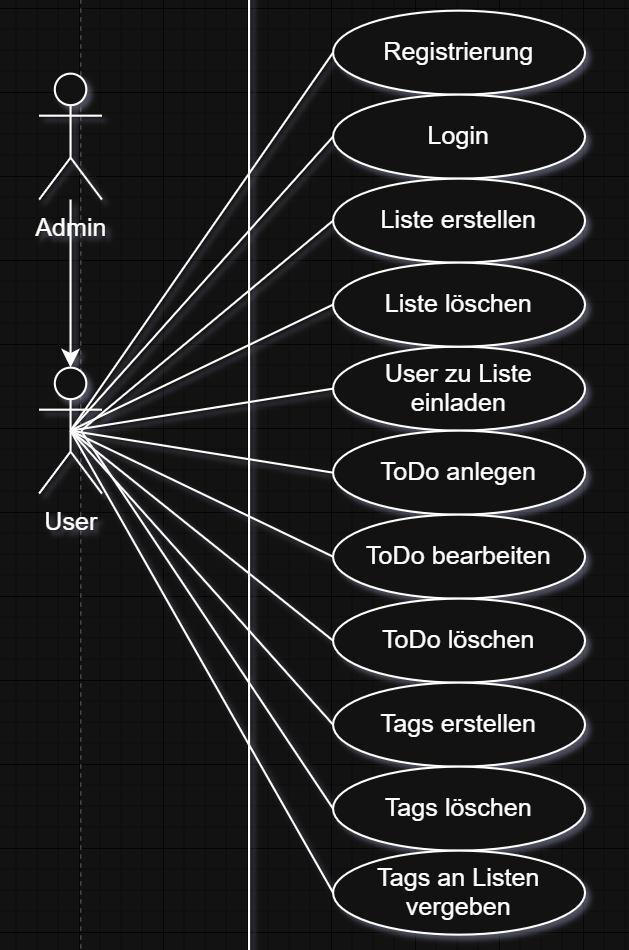 Registrierung
Login
Admin
Liste erstellen
Liste löschen
User zu Liste
einladen
ToDo anlegen
User
ToDo bearbeiten
ToDo löschen
Tags erstellen
Tags löschen
Tags an Listen
vergeben